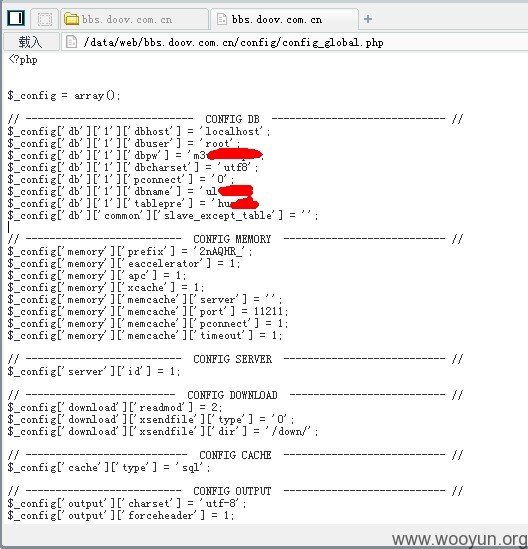 bbs.doov.com.cn
bbs.doov.com.cn
载入 /data/web/bbs.doov.com.cn/config/config_global.php
<?php
$_config = array();
// -------------------------- CONFIG DB --------------------------- //
$_config['db']['1']['dbhost'] = 'localhost';
$_config['db']['1']['dbuser'] = 'root';
$_config['db']['1']['dbpw'] = 'm3
$_config['db']['1']['dbcharset'] = 'utf8';
$_config['db']['1']['pconnect'] = '0';
$_config['db']['1']['dbname'] = 'ul
$_config['db']['1']['tablepre'] = 'hu
$_config['db']['common']['slave_except_table'] = '';
// -------------------------- CONFIG MEMORY --------------------------- //
$_config['memory']['prefix'] = '2nAQHR_';
$_config['memory']['eaccelerator'] = 1;
$_config['memory']['apc'] = 1;
$_config['memory']['xcache'] = 1;
$_config['memory']['memcache']['server'] = '';
$_config['memory']['memcache']['port'] = 11211;
$_config['memory']['memcache']['pconnect'] = 1;
$_config['memory']['memcache']['timeout'] = 1;
// -------------------------- CONFIG SERVER --------------------------- //
$_config['server']['id'] = 1;
// -------------------------- CONFIG DOWNLOAD --------------------------- //
$_config['download']['readmod'] = 2;
$_config['download']['xsendfile']['type'] = '0';
$_config['download']['xsendfile']['dir'] = '/down/';
// -------------------------- CONFIG CACHE --------------------------- //
$_config['cache']['type'] = 'sql';
// -------------------------- CONFIG OUTPUT --------------------------- //
$_config['output']['charset'] = 'utf-8';
$_config['output']['forceheader'] = 1;
www.wooyun.org